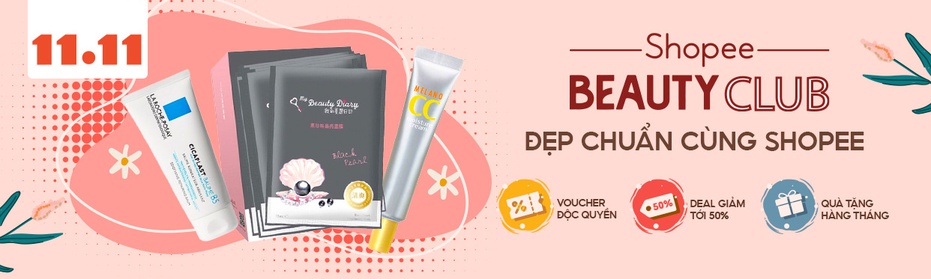 11.11
LA ROCHE-POSAY
CICAPLAST BAUME B5
My Beauty Diary
Black Pearl
MELANO
CC
Shopee
BEAUTY CLUB
ĐẸP CHUẨN CÙNG SHOPEE
VOUCHER
ĐỘC QUYỀN
50%
DEAL GIẢM
TỚI 50%
QUÀ TẶNG
HÀNG THÁNG